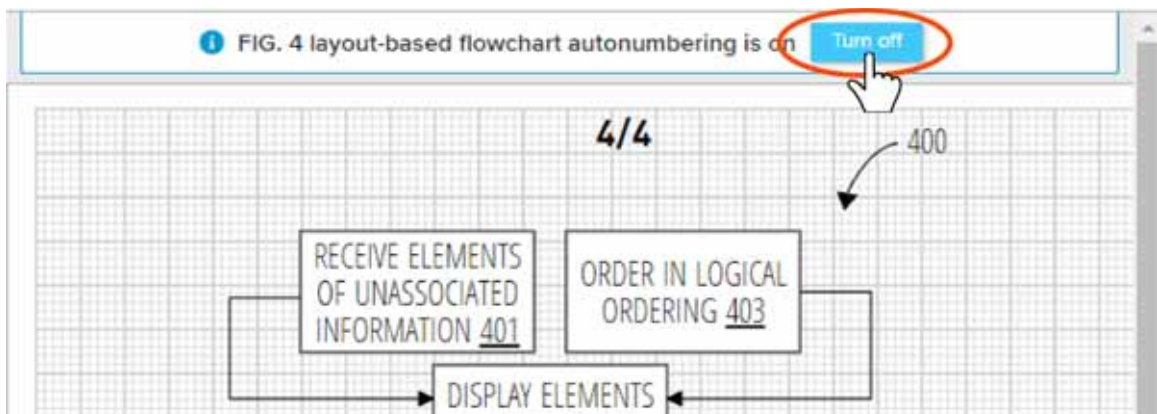 FIG. 4 layout-based flowchart autonumbering is on Turn off
4/4
400
RECEIVE ELEMENTS
OF UNASSOCIATED
INFORMATION 401
ORDER IN LOGICAL
ORDERING 403
DISPLAY ELEMENTS